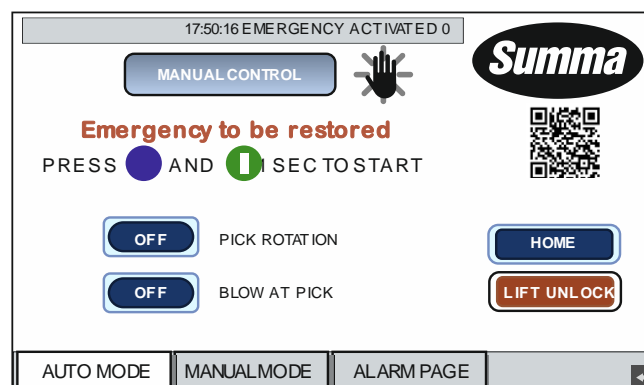 17:50:16 EMERGENCY ACTIVATED 0
Summa
MANUAL CONTROL
Emergency to be restored
PRESS AND SEC TO START
OFF PICK ROTATION
HOME
OFF BLOW AT PICK
LIFT UNLOCK
AUTO MODE MANUAL MODE ALARM PAGE